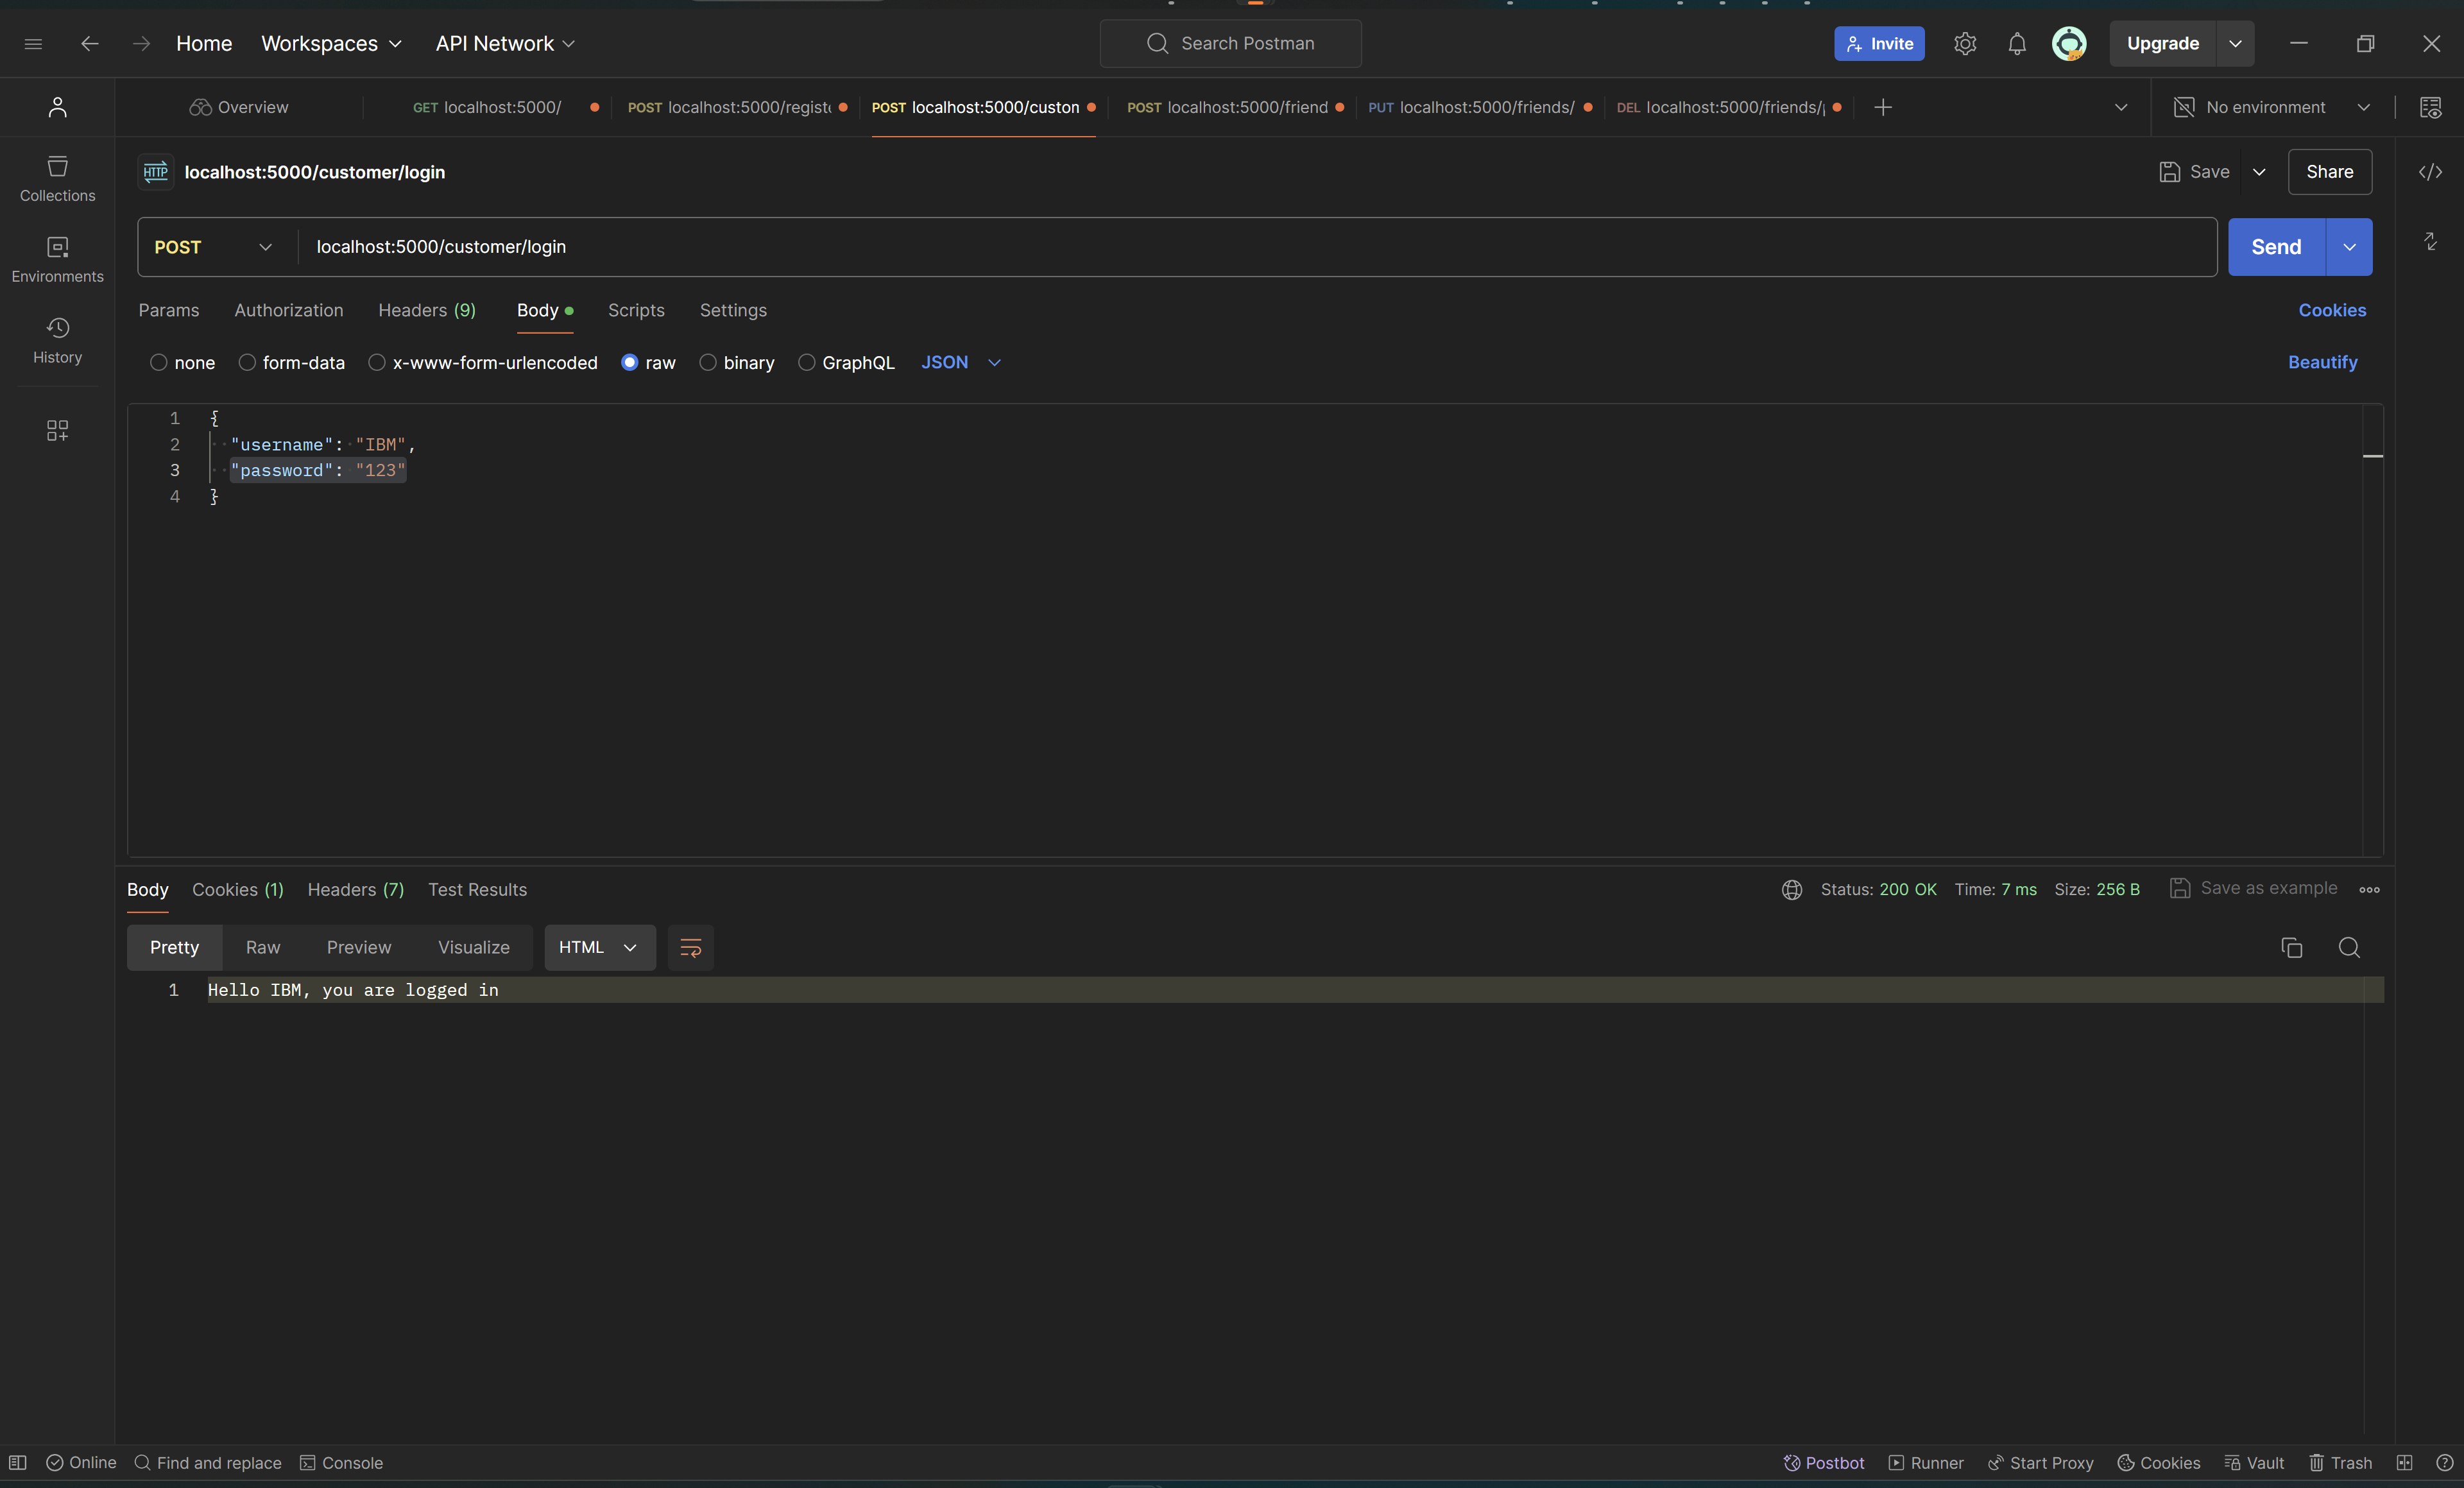 Home Workspaces API Network Search Postman Invite Upgrade
Overview GET localhost:5000/ POST localhost:5000/registe POST localhost:5000/custon POST localhost:5000/friend PUT localhost:5000/friends/ DEL localhost:5000/friends/ No environment
HTTP localhost:5000/customer/login Save Share
Collections
POST localhost:5000/customer/login Send
Environments
Params Authorization Headers (9) Body Scripts Settings Cookies
History
none form-data x-www-form-urlencoded raw binary GraphQL JSON Beautify
1 {
2 "username": "IBM",
3 "password": "123"
4 }
Body Cookies (1) Headers (7) Test Results Status: 200 OK Time: 7 ms Size: 256 B Save as example
Pretty Raw Preview Visualize HTML
1 Hello IBM, you are logged in
Online Find and replace Console Postbot Runner Start Proxy Cookies Vault Trash